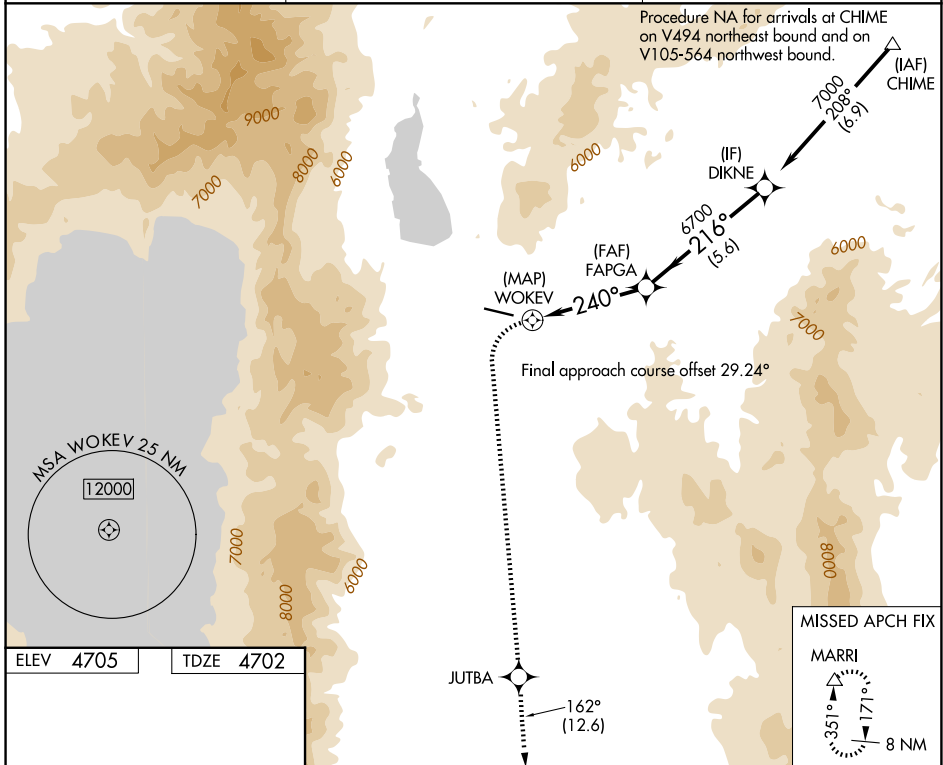 Procedure NA for arrivals at CHIME
on V494 northeast bound and on
V105-564 northwest bound.
(IAF)
CHIME
7000
208°
(6.9)
9000
8000
6000
7000
6000
(IF)
DIKNE
6700
216°
(5.6)
(FAF)
FAPGA
6000
(MAP)
WOKEV
240°
7000
Final approach course offset 29.24°
MSA WOKEV 25 NM
12000
7000
6000
8000
8000
ELEV 4705
TDZE 4702
JUTBA
162°
(12.6)
MISSED APCH FIX
MARRI
351°
171°
8 NM